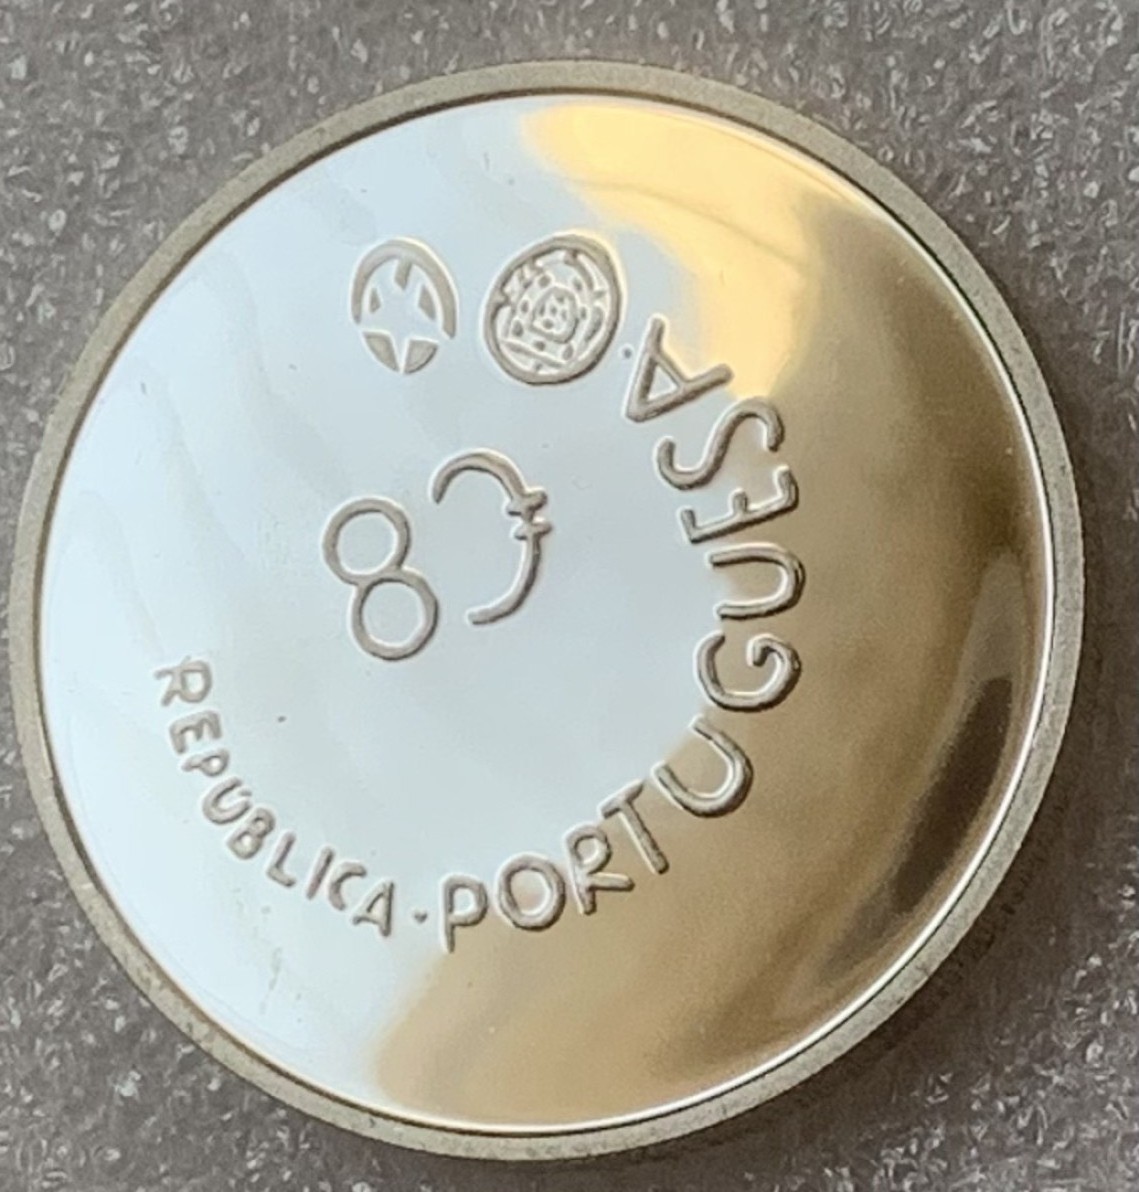 8 €
REPÚBLICA · PORTUGUESA